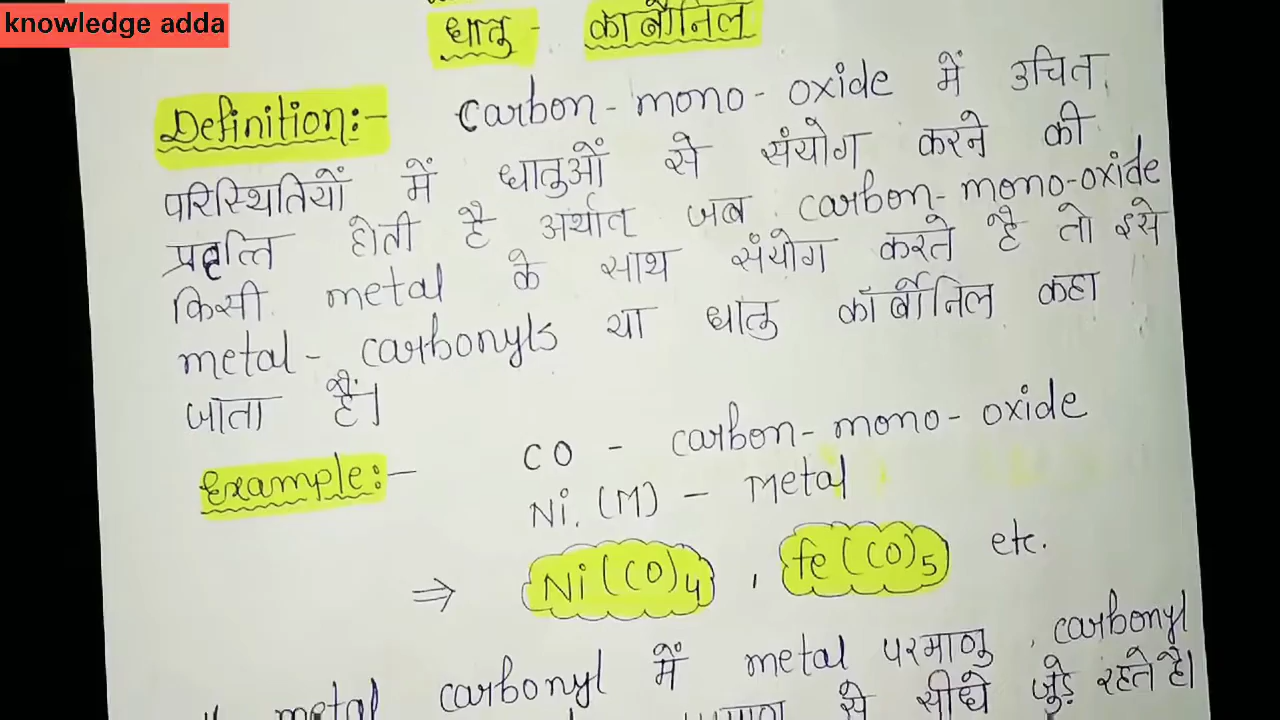 knowledge adda
धातु - कार्बोनिल
Definition:- Carbon-mono-oxide में उचित
परिस्थितियों में धातुओं से संयोग करने की
प्रवृत्ति होती है अर्थात जब carbon-mono-oxide
किसी metal के साथ संयोग करते है तो इसे
metal-carbonyls या धातु कॉर्बोनिल कहा
जाता हैं।
Example:- CO - carbon-mono-oxide
Ni.(M) - Metal
⇒ Ni(CO)4 , Fe(CO)5 etc.
metal carbonyl में metal परमाणु, carbonyl
से सीधे जुड़े रहते है।